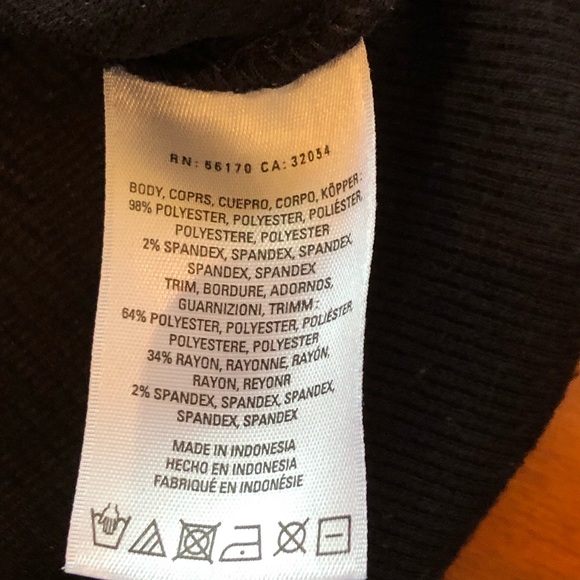 RN: 56170 CA: 32054
BODY, COPRS, CUEPRO, CORPO, KÖPPER:
98% POLYESTER, POLYESTER, POLIÉSTER,
POLYESTERE, POLYESTER
2% SPANDEX, SPANDEX, SPANDEX,
SPANDEX, SPANDEX
TRIM, BORDURE, ADORNOS,
GUARNIZIONI, TRIMM:
64% POLYESTER, POLYESTER, POLIÉSTER,
POLYESTERE, POLYESTER
34% RAYON, RAYONNE, RAYÓN,
RAYON, REYONR
2% SPANDEX, SPANDEX, SPANDEX,
SPANDEX, SPANDEX
MADE IN INDONESIA
HECHO EN INDONESIA
FABRIQUÉ EN INDONÉSIE